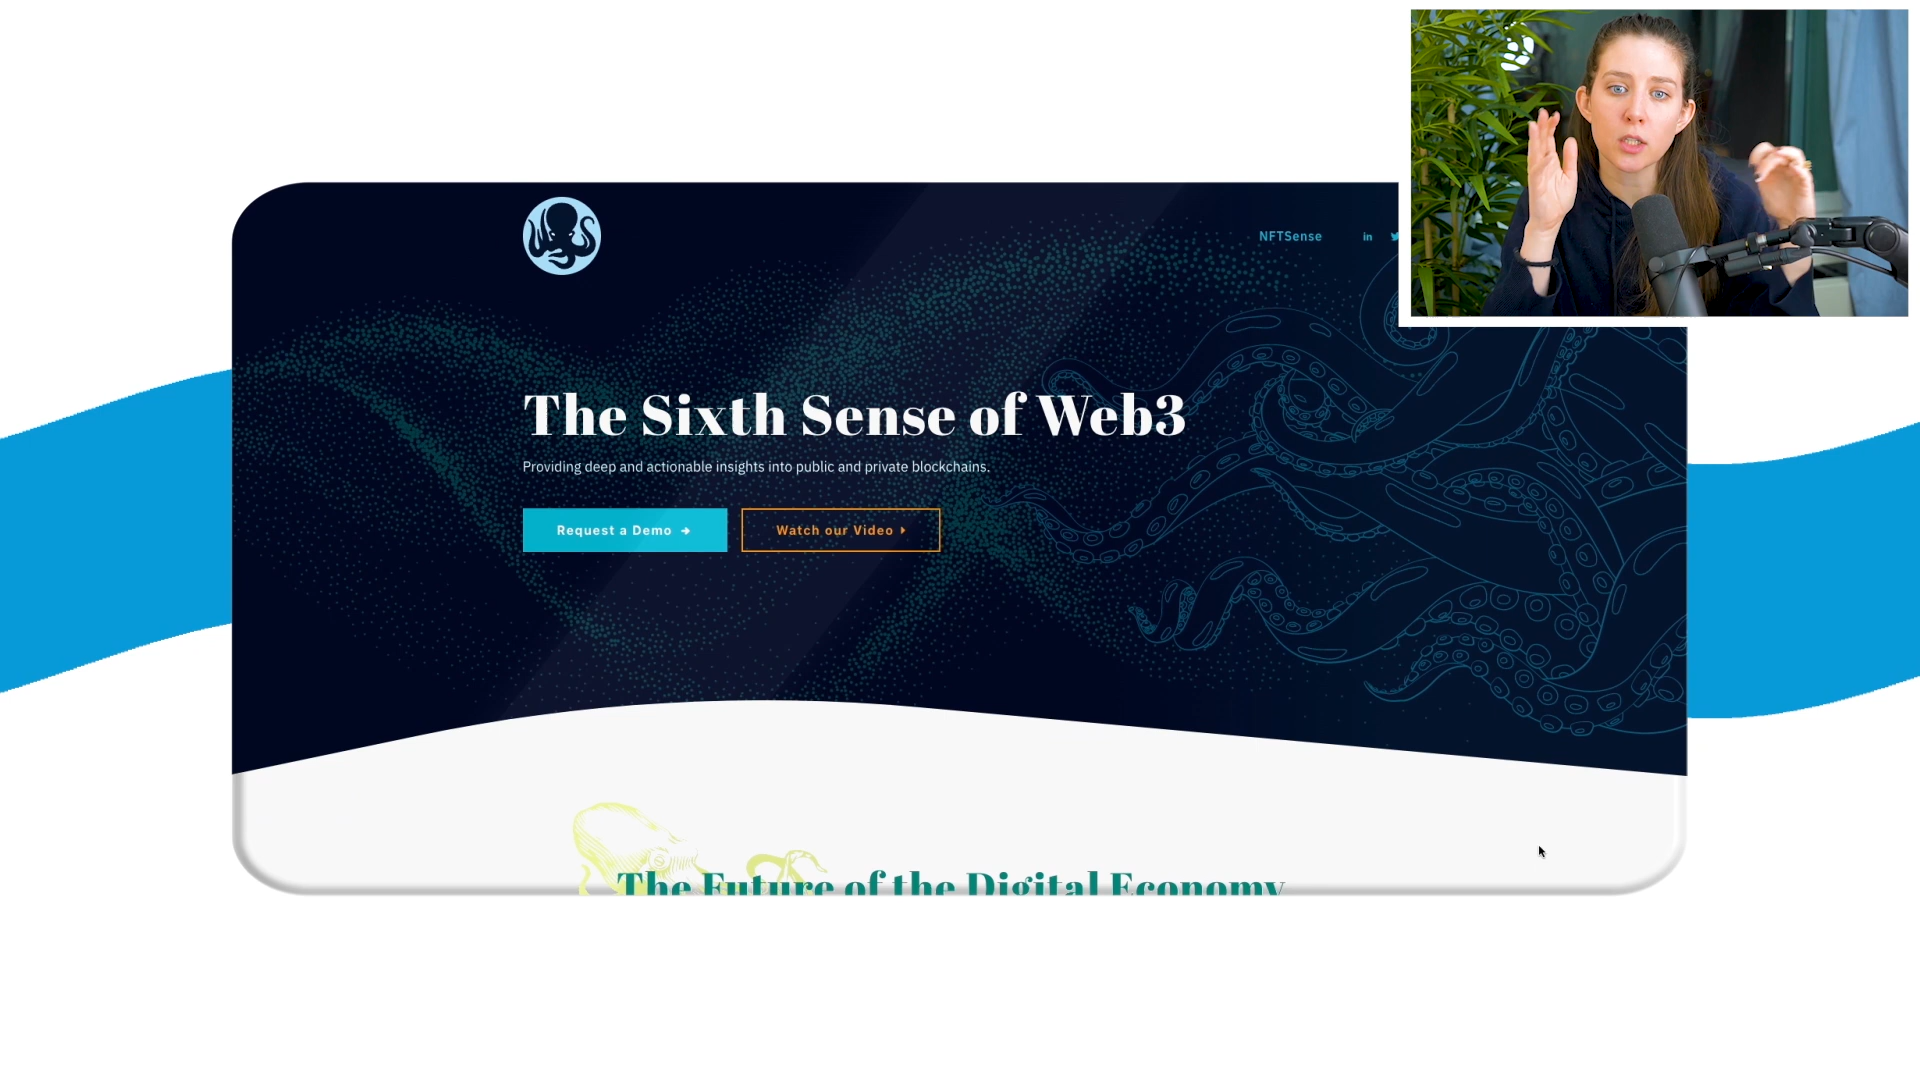 NFTSense
in
The Sixth Sense of Web3
Providing deep and actionable insights into public and private blockchains.
Request a Demo
Watch our Video
The Future of the Digital Economy